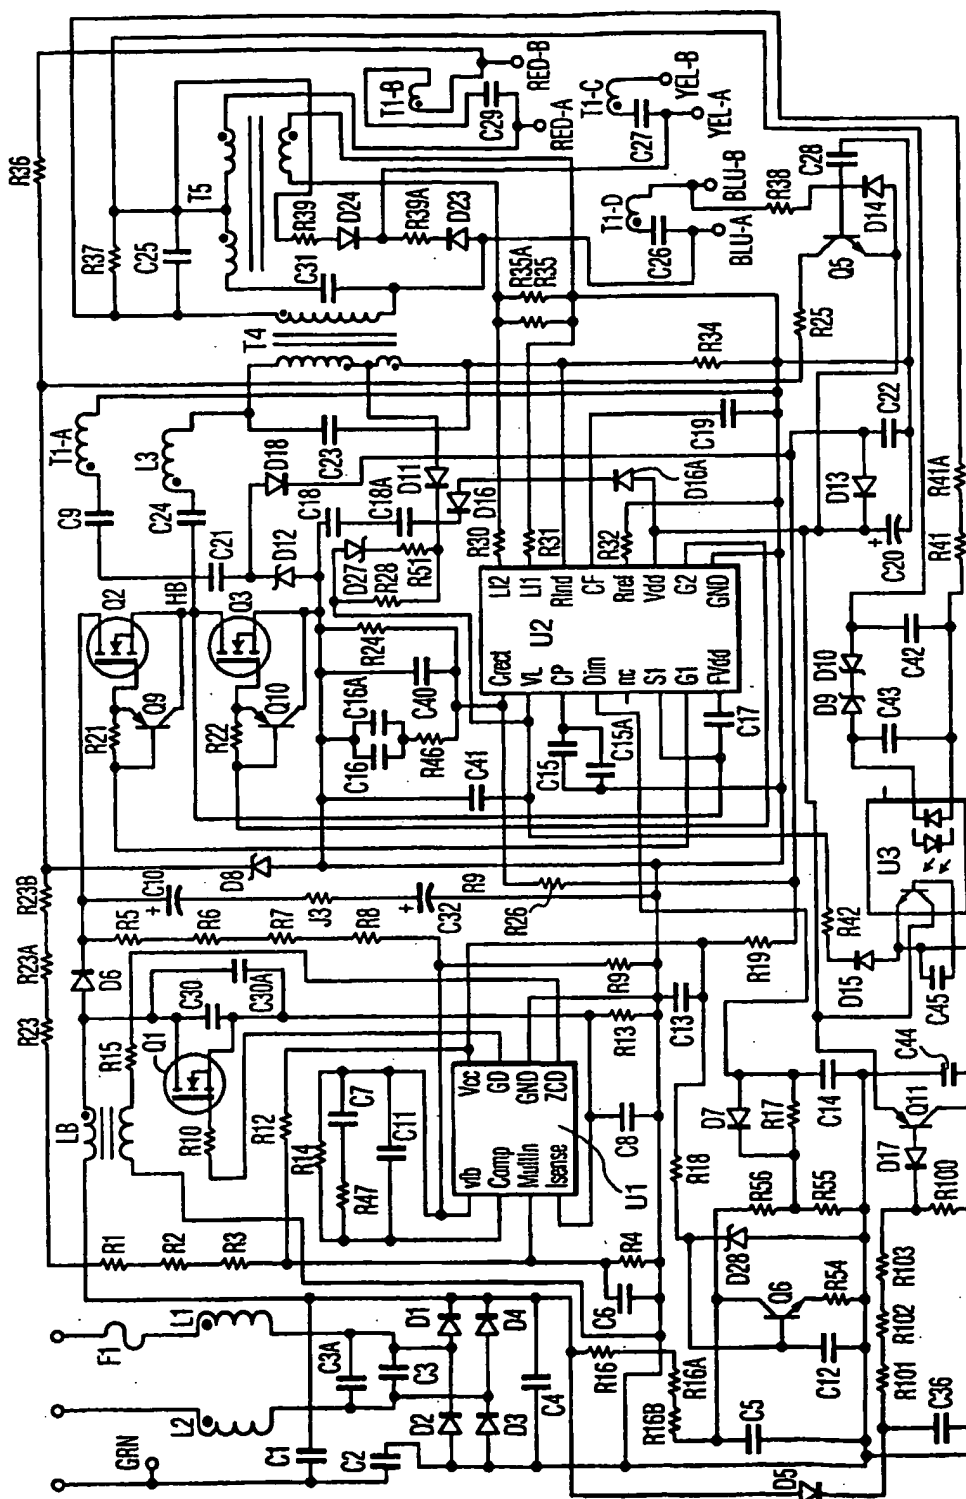 GRN
F1
L1
L2
C1
C2
C3A
C3
D1
D2
D3
D4
C4
LB
R15
Q1
R10
C30
C30A
D6
R23
R23A
R23B
R1
R2
R3
R12
R14
R47
C7
C11
vfb
Comp
MultIn
Isense
Vcc
GD
GND
ZCD
U1
R4
C6
C8
R13
R9
C13
R5
R6
R7
R8
C10
+
J3
C32
+
R9
D8
R26
R19
R16
R16A
R16B
C5
D5
C12
Q6
R54
D28
R56
R55
R18
D7
R17
C14
R101
R102
R103
C36
R100
D17
Q11
C44
C45
D15
R42
U3
C43
D9
D10
C42
R41
R41A
C20
+
D13
C22
R25
Q5
D14
C28
R38
Q2
Q9
R21
HB
Q3
Q10
R22
C9
T1-A
C24
L3
C21
D12
D18
C23
C18
C18A
D11
D16
D16A
D27
R28
R51
R24
C16
C16A
C40
R46
C41
C15
C15A
C17
Crect
VL
CP
Dim
nc
S1
G1
FVdd
U2
LI2
LI1
RInd
CF
Rref
Vdd
G2
GND
R30
R31
R32
C19
R34
R35A
R35
T4
T5
C31
R36
R37
C25
R39
D24
R39A
D23
T1-B
C29
RED-B
RED-A
T1-C
C27
YEL-B
YEL-A
T1-D
C26
BLU-B
BLU-A